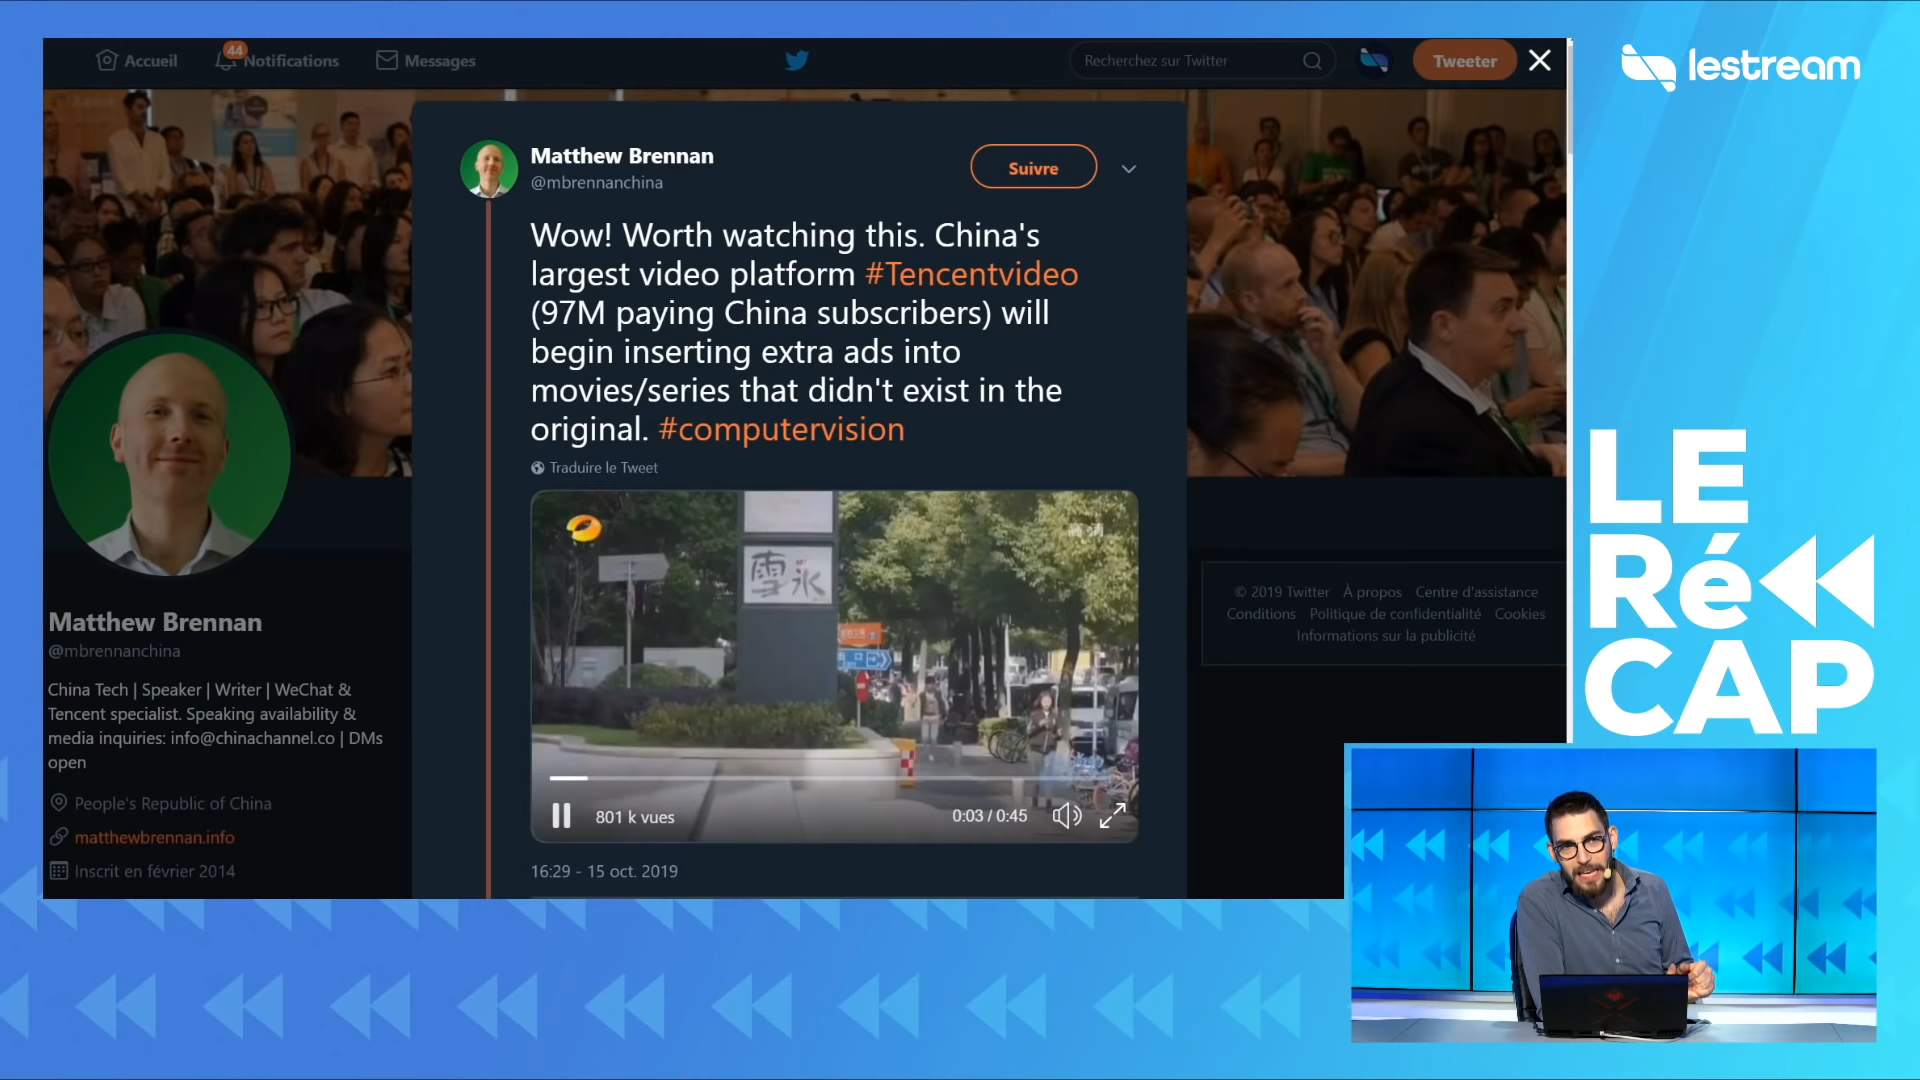 Accueil
44
Notifications
Messages
Recherchez sur Twitter
Tweeter
lestream
Matthew Brennan
@mbrennanchina
Suivre
Wow! Worth watching this. China's
largest video platform #Tencentvideo
(97M paying China subscribers) will
begin inserting extra ads into
movies/series that didn't exist in the
original. #computervision
Traduire le Tweet
雪永
801 k vues
0:03 / 0:45
16:29 - 15 oct. 2019
Matthew Brennan
@mbrennanchina
China Tech | Speaker | Writer | WeChat &
Tencent specialist. Speaking availability &
media inquiries: info@chinachannel.co | DMs
open
People's Republic of China
matthewbrennan.info
Inscrit en février 2014
© 2019 Twitter À propos Centre d'assistance
Conditions Politique de confidentialité Cookies
Informations sur la publicité
LE
Ré
CAP